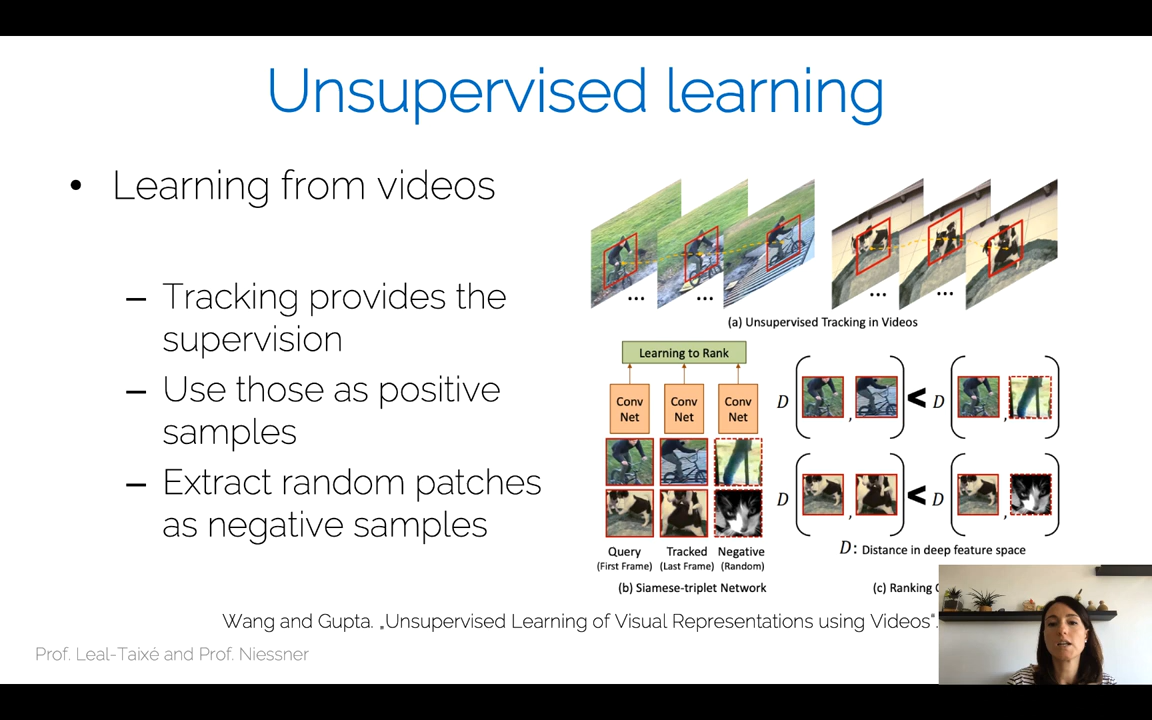 Unsupervised learning
• Learning from videos
– Tracking provides the
supervision
– Use those as positive
samples
– Extract random patches
as negative samples
... ... ... ...
(a) Unsupervised Tracking in Videos
Learning to Rank
Conv Net Conv Net Conv Net
Query (First Frame)
Tracked (Last Frame)
Negative (Random)
(b) Siamese-triplet Network
D ( , ) < D ( , )
D ( , ) < D ( , )
D: Distance in deep feature space
(c) Ranking
Wang and Gupta. „Unsupervised Learning of Visual Representations using Videos“.
Prof. Leal-Taixé and Prof. Niessner